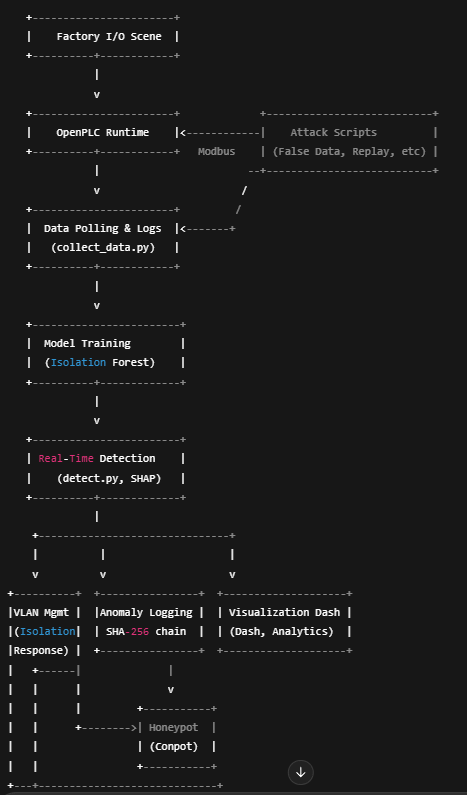 Factory I/O Scene
OpenPLC Runtime
Attack Scripts
Modbus
(False Data, Replay, etc)
Data Polling & Logs
(collect_data.py)
Model Training
(Isolation Forest)
Real-Time Detection
(detect.py, SHAP)
VLAN Mgmt
(Isolation
Response)
Anomaly Logging
SHA-256 chain
Visualization Dash
(Dash, Analytics)
Honeypot
(Conpot)